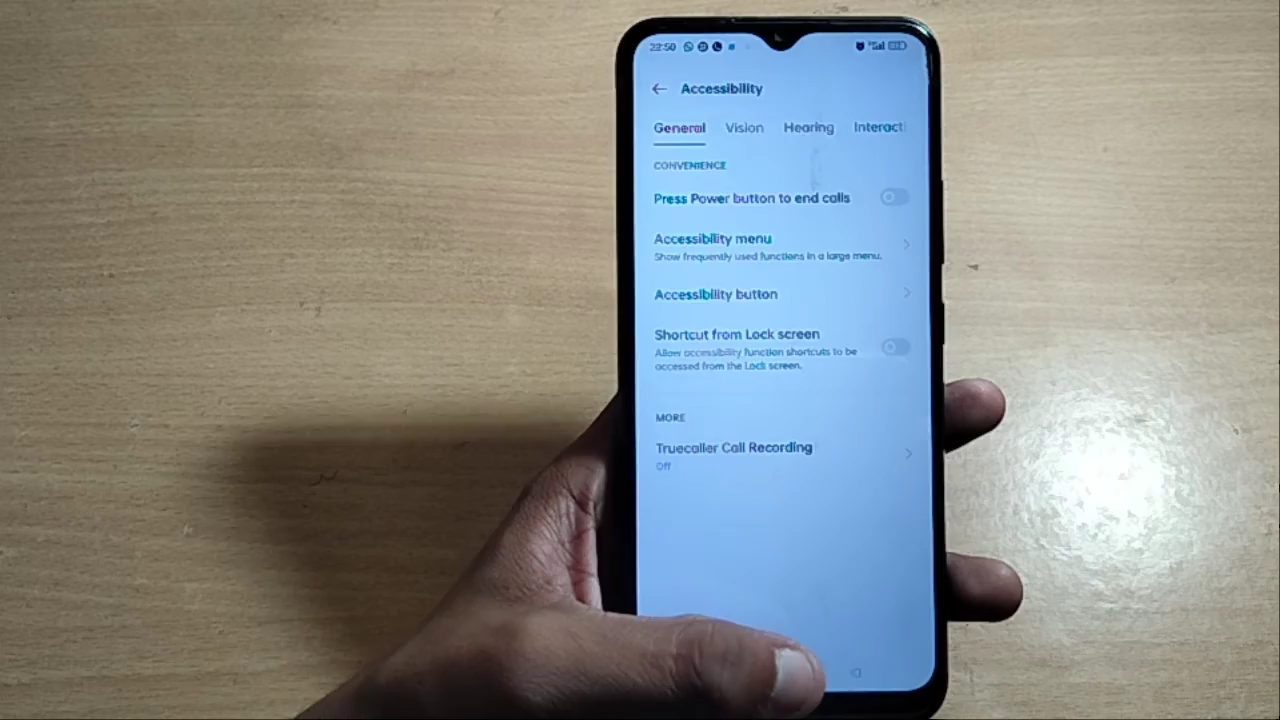 22:50
Accessibility
General Vision Hearing Interacti
CONVENIENCE
Press Power button to end calls
Accessibility menu
Show frequently used functions in a large menu.
Accessibility button
Shortcut from Lock screen
Allow accessibility function shortcuts to be
accessed from the Lock screen.
MORE
Truecaller Call Recording
Off